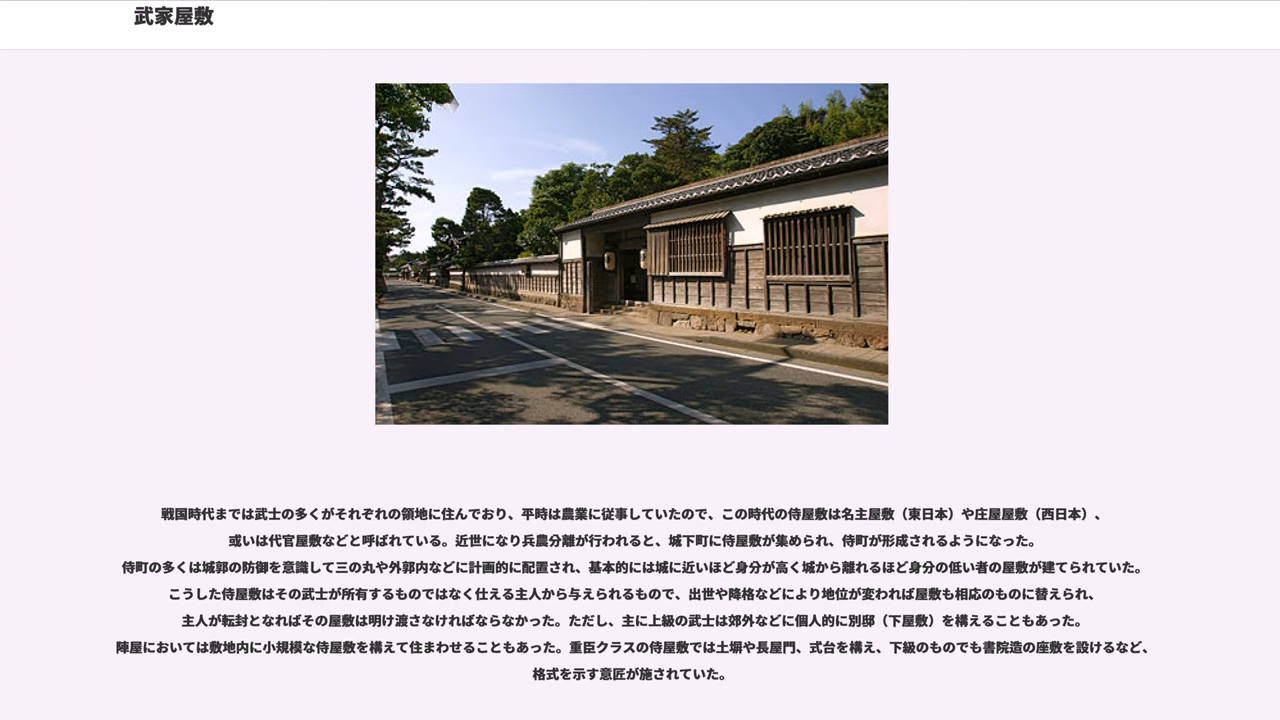 武家屋敷
戦国時代までは武士の多くがそれぞれの領地に住んでおり、平時は農業に従事していたので、この時代の侍屋敷は名主屋敷（東日本）や庄屋屋敷（西日本）、
或いは代官屋敷などと呼ばれている。近世になり兵農分離が行われると、城下町に侍屋敷が集められ、侍町が形成されるようになった。
侍町の多くは城郭の防御を意識して三の丸や外郭内などに計画的に配置され、基本的には城に近いほど身分が高く城から離れるほど身分の低い者の屋敷が建てられていた。
こうした侍屋敷はその武士が所有するものではなく仕える主人から与えられるもので、出世や降格などにより地位が変われば屋敷も相応のものに替えられ、
主人が転封となればその屋敷は明け渡さなければならなかった。ただし、主に上級の武士は郊外などに個人的に別邸（下屋敷）を構えることもあった。
陣屋においては敷地内に小規模な侍屋敷を構えて住まわせることもあった。重臣クラスの侍屋敷では土塀や長屋門、式台を構え、下級のものでも書院造の座敷を設けるなど、
格式を示す意匠が施されていた。